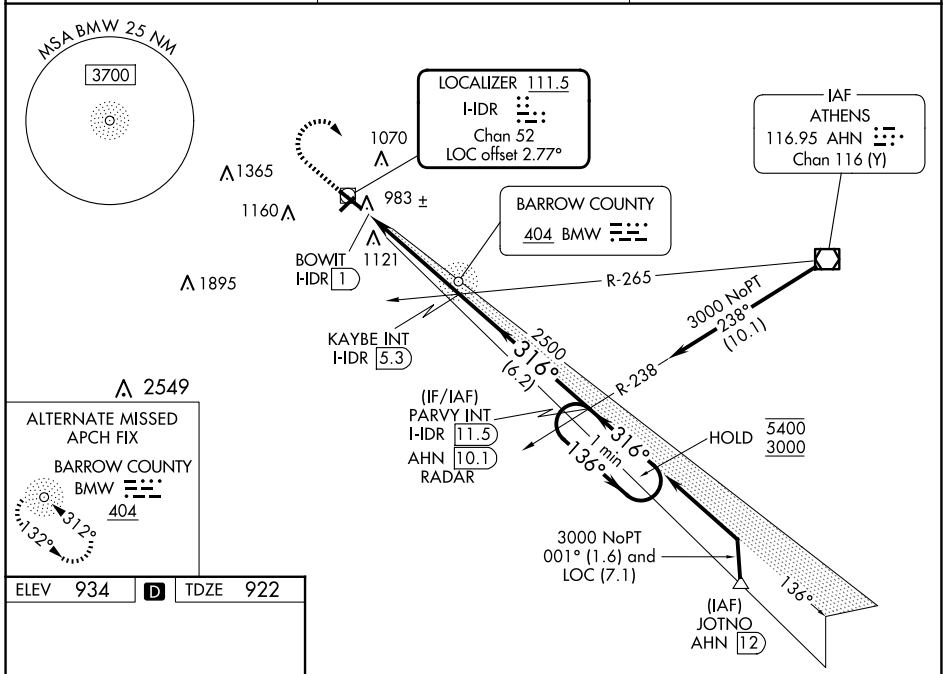 MSA BMW 25 NM
3700
LOCALIZER 111.5
I-IDR
Chan 52
LOC offset 2.77°
IAF
ATHENS
116.95 AHN
Chan 116 (Y)
1070
1365
983 ±
1160
BARROW COUNTY
404 BMW
BOWIT
I-IDR 1
1121
1895
R-265
3000 NoPT
238°
(10.1)
KAYBE INT
I-IDR 5.3
2500
316°
(6.2)
R-238
2549
(IF/IAF)
PARVY INT
I-IDR 11.5
AHN 10.1
RADAR
316°
1 min
136°
HOLD
5400
3000
ALTERNATE MISSED
APCH FIX
BARROW COUNTY
BMW
404
312°
132°
3000 NoPT
001° (1.6) and
LOC (7.1)
136°
(IAF)
JOTNO
AHN 12
ELEV 934 D TDZE 922